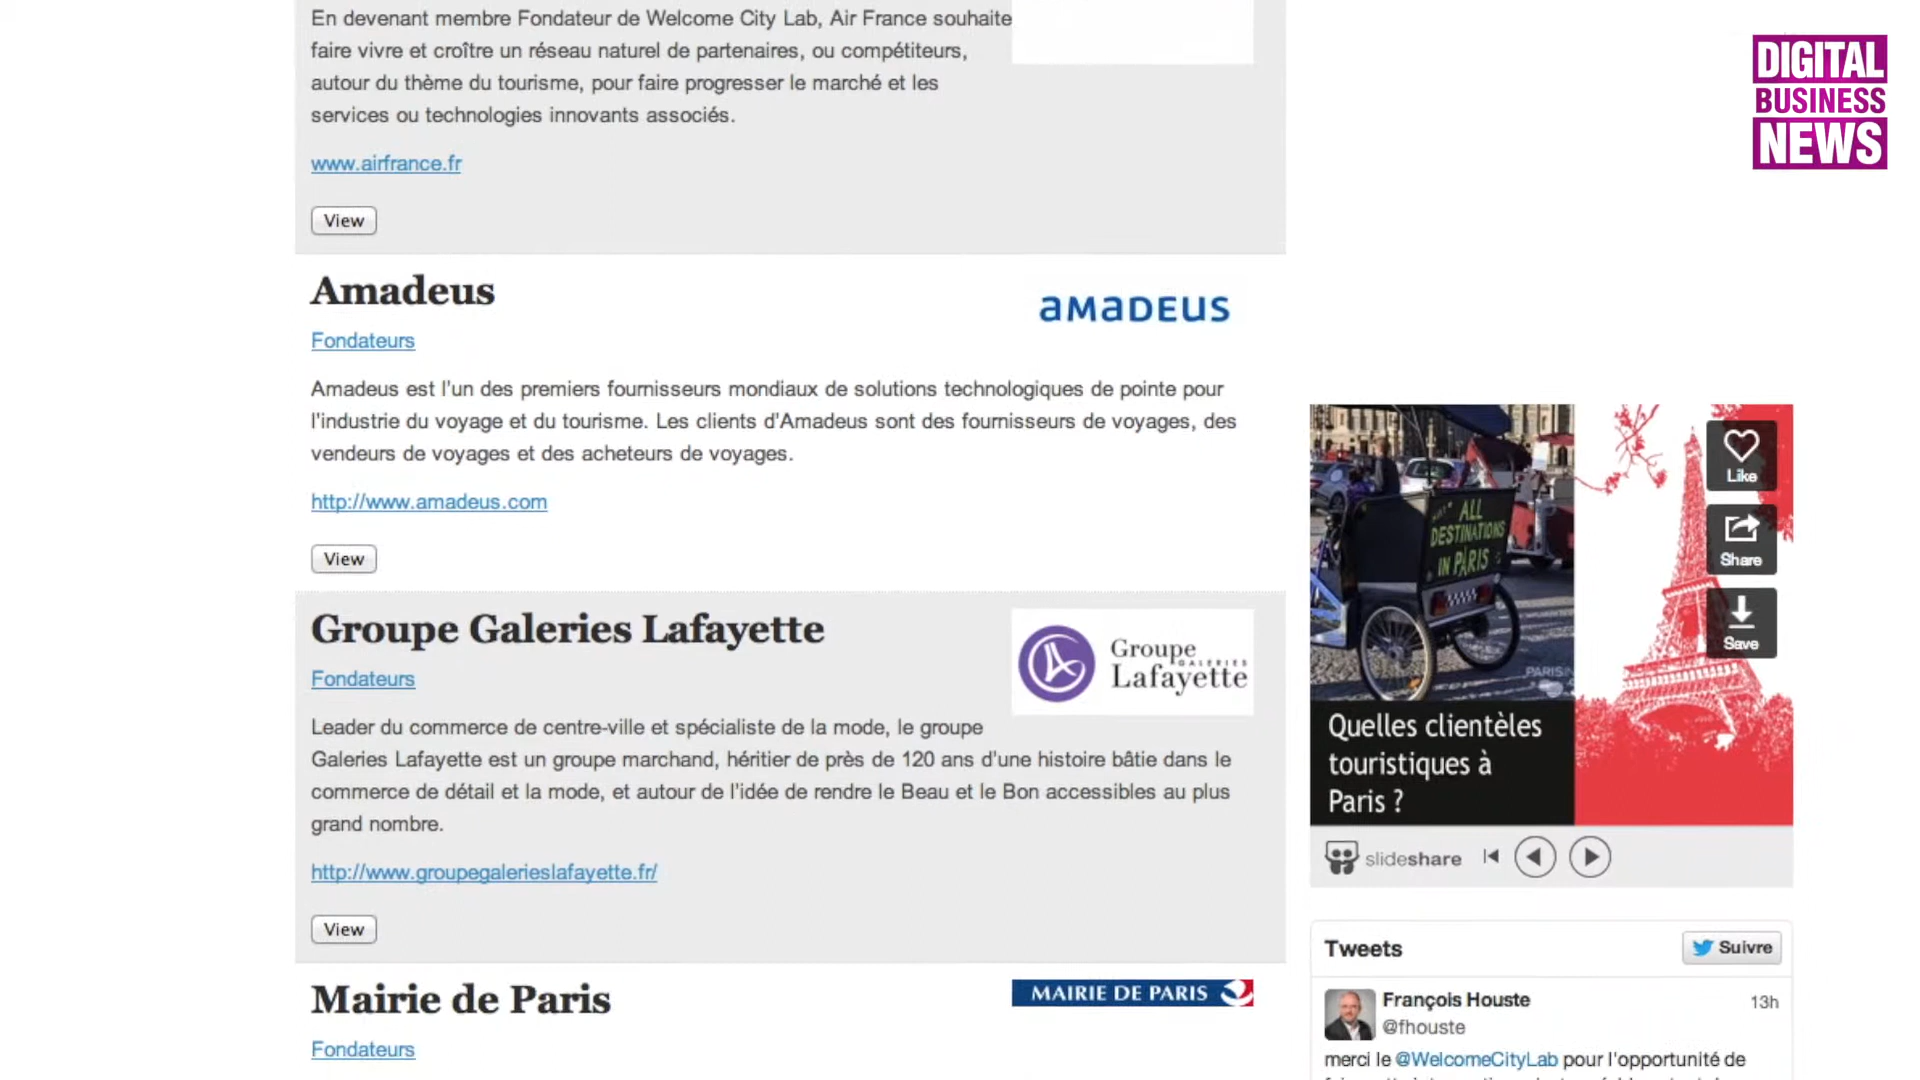 En devenant membre Fondateur de Welcome City Lab, Air France souhaite
faire vivre et croître un réseau naturel de partenaires, ou compétiteurs,
autour du thème du tourisme, pour faire progresser le marché et les
services ou technologies innovants associés.
www.airfrance.fr
View
DIGITAL
BUSINESS
NEWS
Amadeus
amadeus
Fondateurs
Amadeus est l'un des premiers fournisseurs mondiaux de solutions technologiques de pointe pour
l'industrie du voyage et du tourisme. Les clients d'Amadeus sont des fournisseurs de voyages, des
vendeurs de voyages et des acheteurs de voyages.
http://www.amadeus.com
View
Groupe Galeries Lafayette
Groupe
GALERIES
Lafayette
Fondateurs
Leader du commerce de centre-ville et spécialiste de la mode, le groupe
Galeries Lafayette est un groupe marchand, héritier de près de 120 ans d'une histoire bâtie dans le
commerce de détail et la mode, et autour de l'idée de rendre le Beau et le Bon accessibles au plus
grand nombre.
http://www.groupegalerieslafayette.fr/
View
Mairie de Paris
MAIRIE DE PARIS
Fondateurs
ALL
DESTINATIONS
IN PARIS
PARIS
Like
Share
Save
Quelles clientèles
touristiques à
Paris ?
slideshare
Tweets
Suivre
François Houste
13h
@fhouste
merci le @WelcomeCityLab pour l'opportunité de